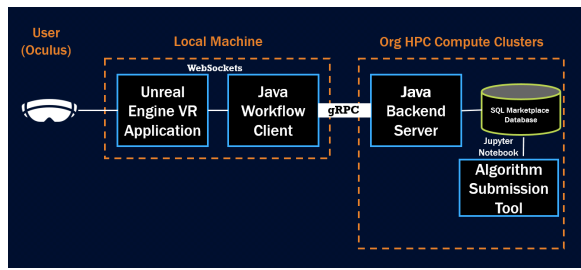 User
(Oculus)
Local Machine
Org HPC Compute Clusters
WebSockets
Unreal
Engine VR
Application
Java
Workflow
Client
gRPC
Java
Backend
Server
SQL Marketplace
Database
Jupyter
Notebook
Algorithm
Submission
Tool